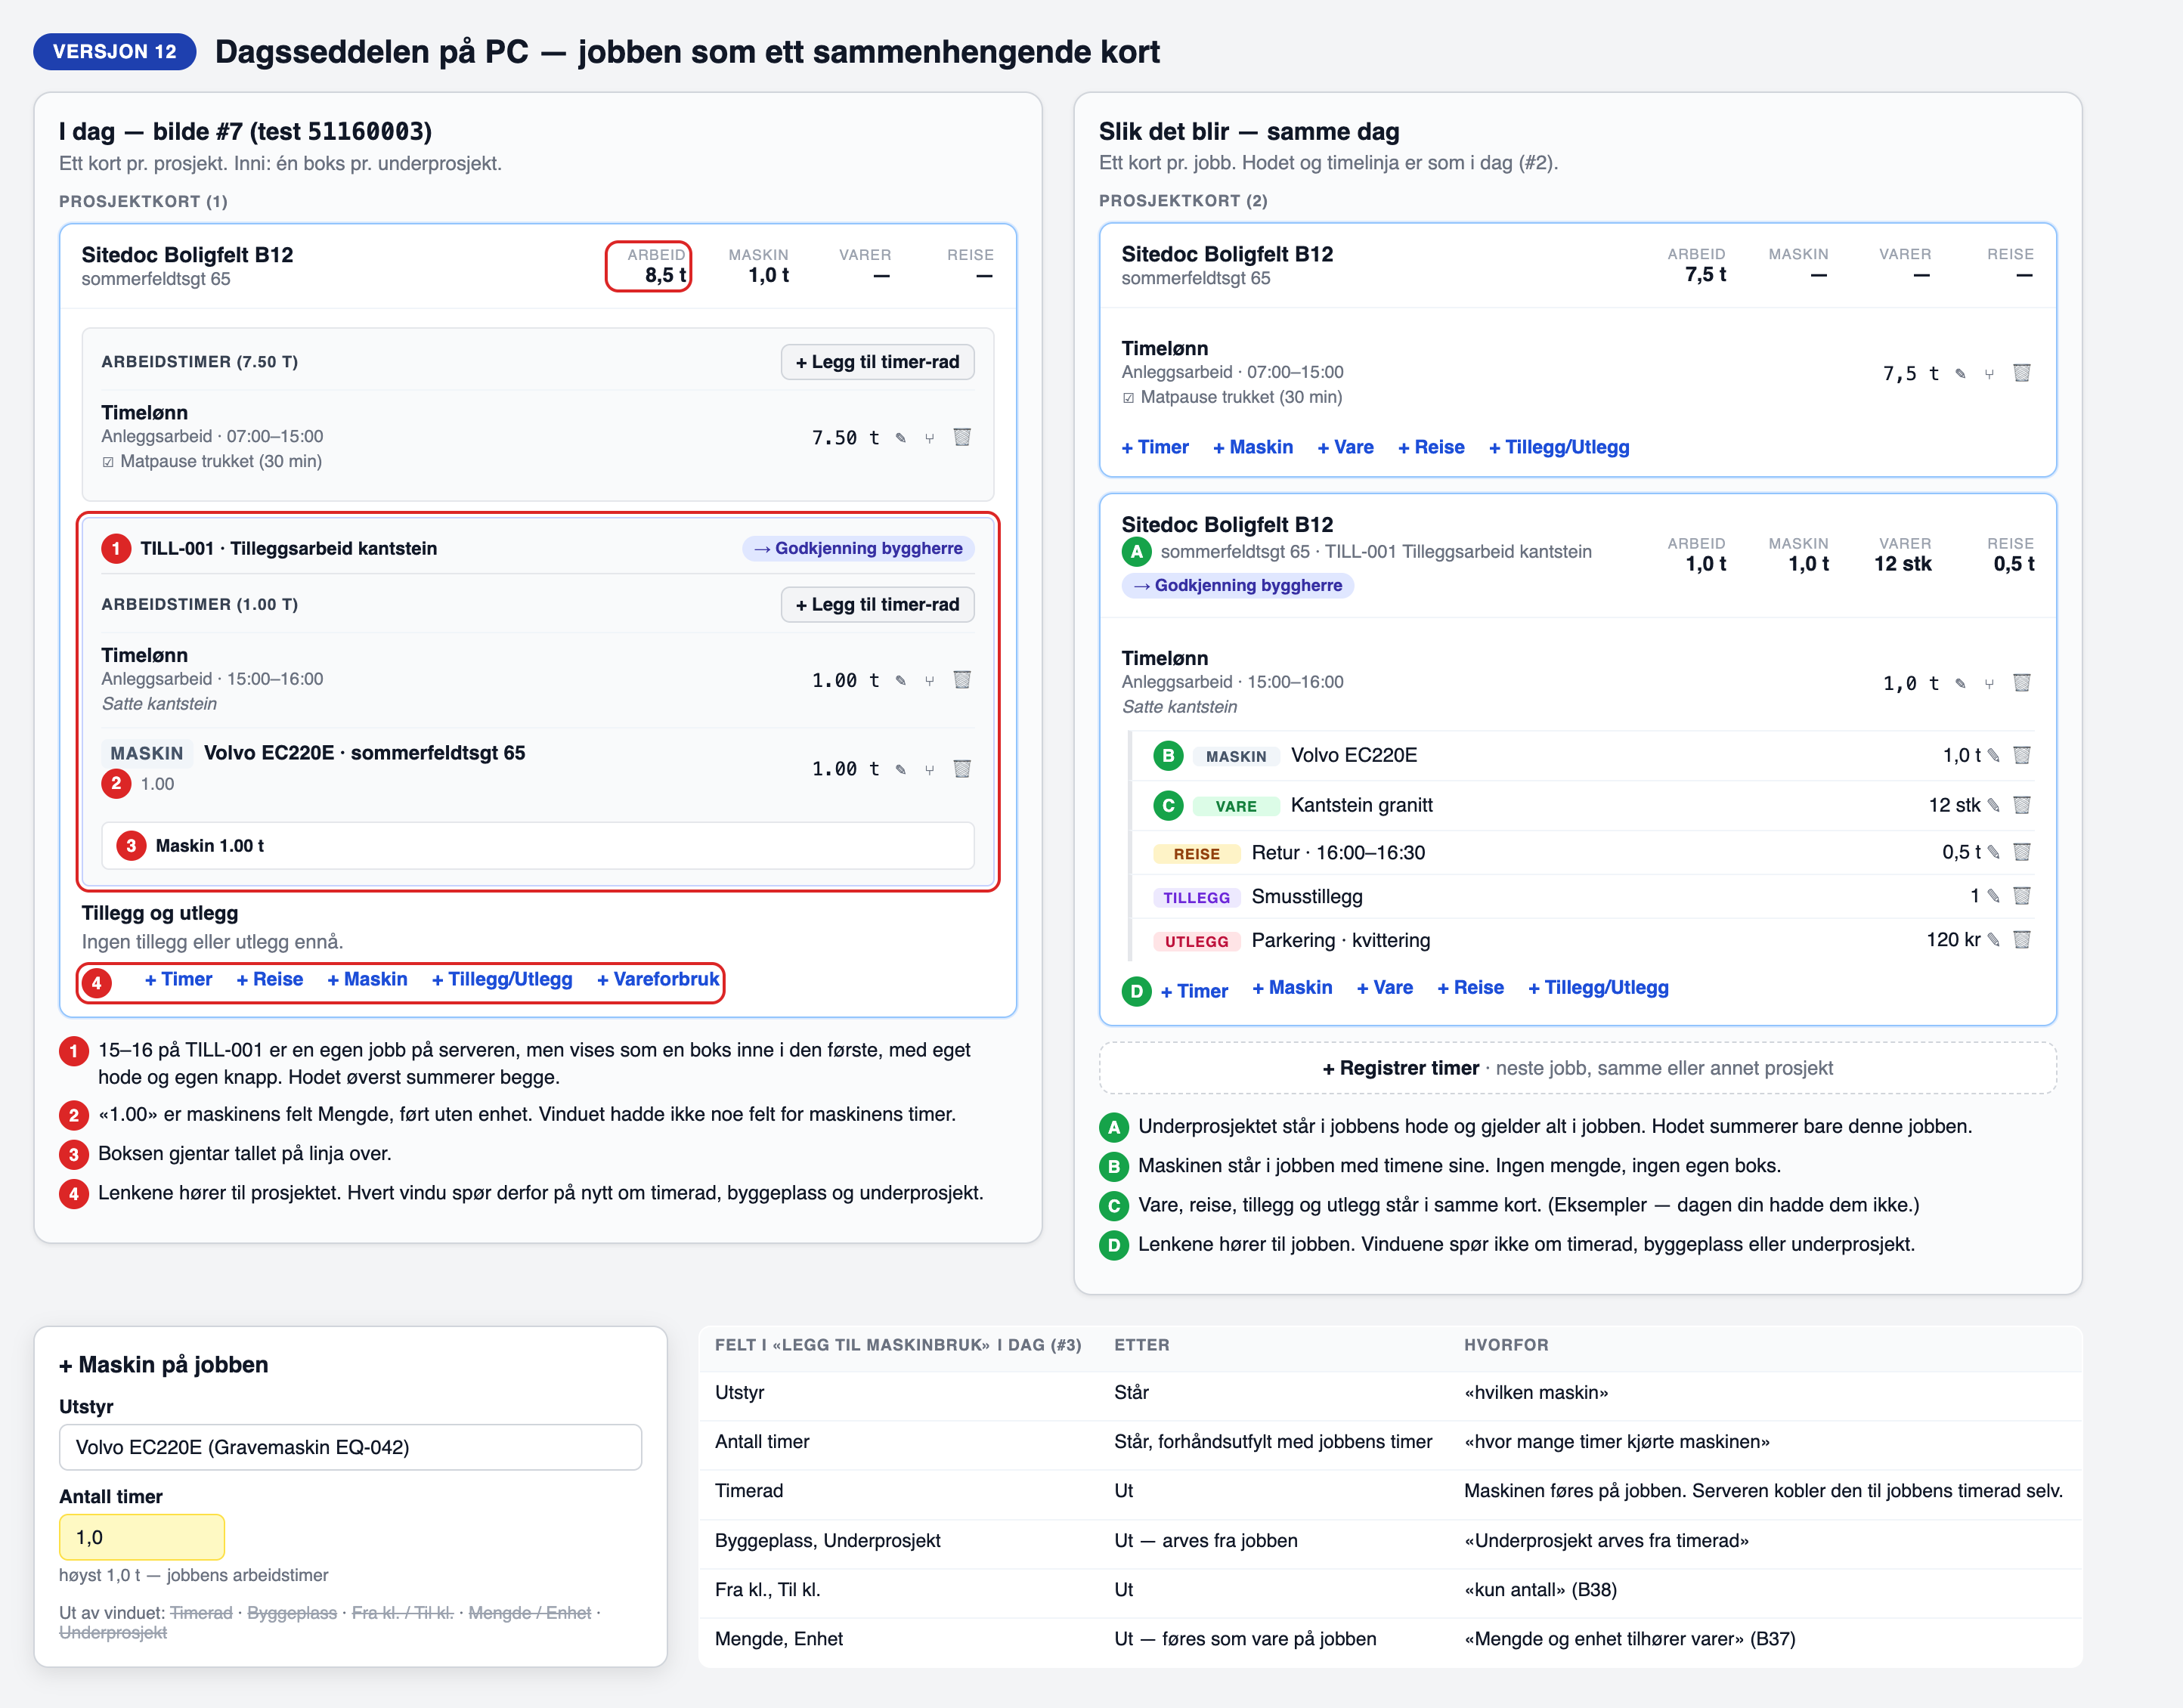 VERSJON 12
Dagsseddelen på PC — jobben som ett sammenhengende kort
I dag — bilde #7 (test 51160003)
Ett kort pr. prosjekt. Inni: én boks pr. underprosjekt.
PROSJEKTKORT (1)
Sitedoc Boligfelt B12
sommerfeldtsgt 65
ARBEID MASKIN VARER REISE
8,5 t 1,0 t — —
ARBEIDSTIMER (7.50 T)
+ Legg til timer-rad
Timelønn
Anleggsarbeid · 07:00–15:00
☑ Matpause trukket (30 min)
7.50 t
1 TILL-001 · Tilleggsarbeid kantstein
→ Godkjenning byggherre
ARBEIDSTIMER (1.00 T)
+ Legg til timer-rad
Timelønn
Anleggsarbeid · 15:00–16:00
Satte kantstein
1.00 t
MASKIN Volvo EC220E · sommerfeldtsgt 65
2 1.00
1.00 t
3 Maskin 1.00 t
Tillegg og utlegg
Ingen tillegg eller utlegg ennå.
4 + Timer + Reise + Maskin + Tillegg/Utlegg + Vareforbruk
1 15–16 på TILL-001 er en egen jobb på serveren, men vises som en boks inne i den første, med eget
hode og egen knapp. Hodet øverst summerer begge.
2 «1.00» er maskinens felt Mengde, ført uten enhet. Vinduet hadde ikke noe felt for maskinens timer.
3 Boksen gjentar tallet på linja over.
4 Lenkene hører til prosjektet. Hvert vindu spør derfor på nytt om timerad, byggeplass og underprosjekt.
Slik det blir — samme dag
Ett kort pr. jobb. Hodet og timelinja er som i dag (#2).
PROSJEKTKORT (2)
Sitedoc Boligfelt B12
sommerfeldtsgt 65
ARBEID MASKIN VARER REISE
7,5 t — — —
Timelønn
Anleggsarbeid · 07:00–15:00
☑ Matpause trukket (30 min)
7,5 t
+ Timer + Maskin + Vare + Reise + Tillegg/Utlegg
Sitedoc Boligfelt B12
A sommerfeldtsgt 65 · TILL-001 Tilleggsarbeid kantstein
→ Godkjenning byggherre
ARBEID MASKIN VARER REISE
1,0 t 1,0 t 12 stk 0,5 t
Timelønn
Anleggsarbeid · 15:00–16:00
Satte kantstein
1,0 t
B MASKIN Volvo EC220E 1,0 t
C VARE Kantstein granitt 12 stk
REISE Retur · 16:00–16:30 0,5 t
TILLEGG Smusstillegg 1
UTLEGG Parkering · kvittering 120 kr
D + Timer + Maskin + Vare + Reise + Tillegg/Utlegg
+ Registrer timer · neste jobb, samme eller annet prosjekt
A Underprosjektet står i jobbens hode og gjelder alt i jobben. Hodet summerer bare denne jobben.
B Maskinen står i jobben med timene sine. Ingen mengde, ingen egen boks.
C Vare, reise, tillegg og utlegg står i samme kort. (Eksempler — dagen din hadde dem ikke.)
D Lenkene hører til jobben. Vinduene spør ikke om timerad, byggeplass eller underprosjekt.
+ Maskin på jobben
Utstyr
Volvo EC220E (Gravemaskin EQ-042)
Antall timer
1,0
høyst 1,0 t — jobbens arbeidstimer
Ut av vinduet: Timerad · Byggeplass · Fra kl. / Til kl. · Mengde / Enhet ·
Underprosjekt
FELT I «LEGG TIL MASKINBRUK» I DAG (#3) ETTER HVORFOR
Utstyr Står «hvilken maskin»
Antall timer Står, forhåndsutfylt med jobbens timer «hvor mange timer kjørte maskinen»
Timerad Ut Maskinen føres på jobben. Serveren kobler den til jobbens timerad selv.
Byggeplass, Underprosjekt Ut — arves fra jobben «Underprosjekt arves fra timerad»
Fra kl., Til kl. Ut «kun antall» (B38)
Mengde, Enhet Ut — føres som vare på jobben «Mengde og enhet tilhører varer» (B37)